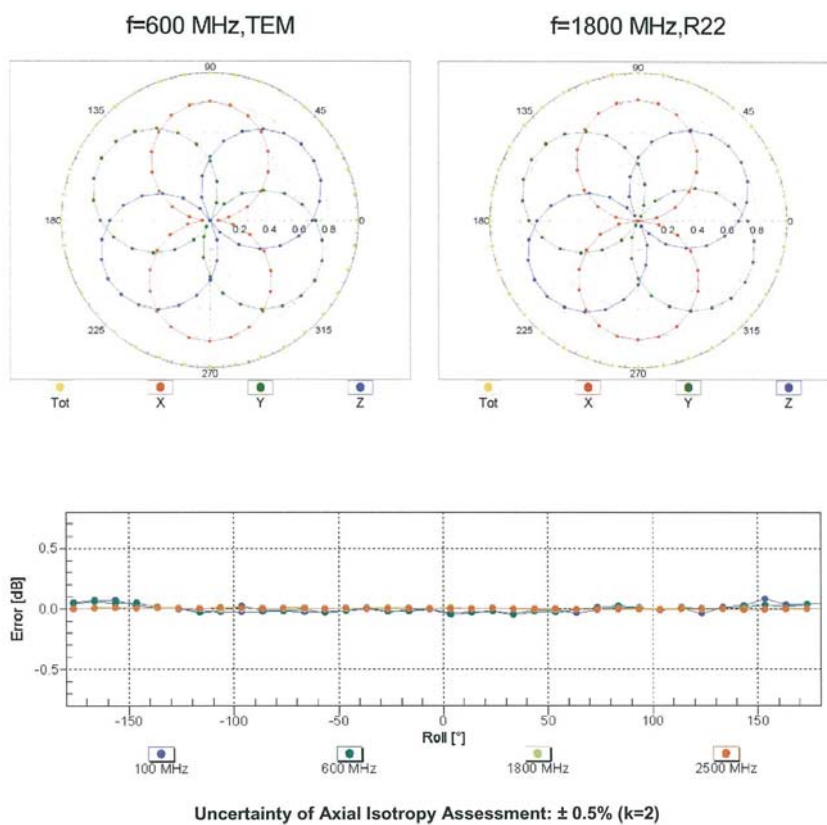 f=600 MHz,TEM
f=1800 MHz,R22
90
135
45
180
0.2
0.4
0.6
0.8
0
225
315
270
Tot
X
Y
Z
90
135
45
180
0.2
0.4
0.6
0.8
0
225
315
270
Tot
X
Y
Z
Error [dB]
0.5
0.0
-0.5
-150
-100
-50
0
50
100
150
Roll [°]
100 MHz
600 MHz
1800 MHz
2500 MHz
Uncertainty of Axial Isotropy Assessment: ± 0.5% (k=2)